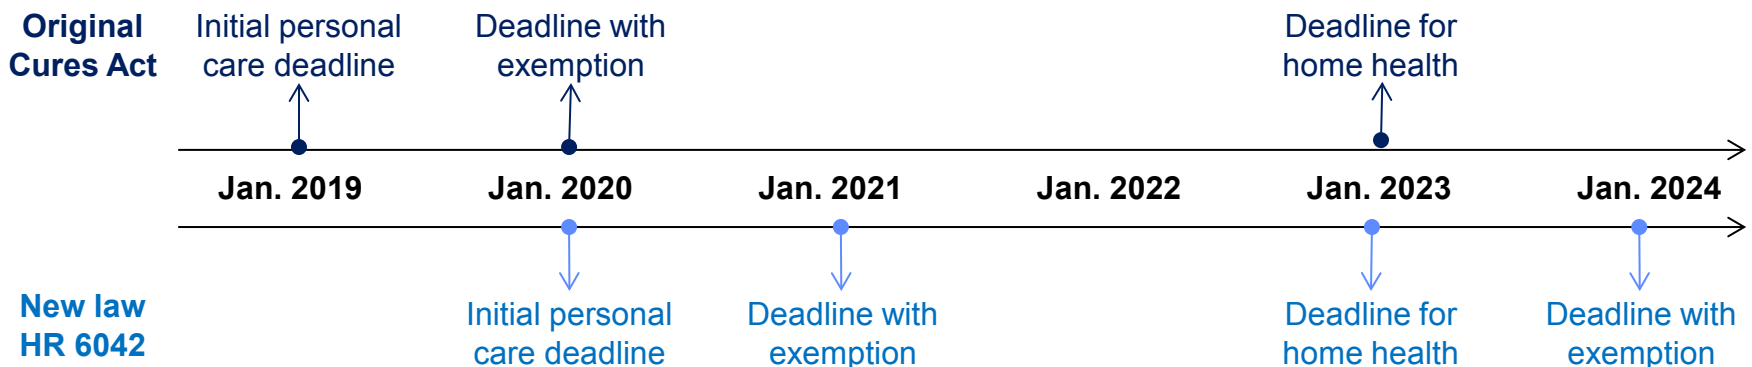 Original
Cures Act
Initial personal
care deadline
Deadline with
exemption
Deadline for
home health
Jan. 2019
Jan. 2020
Jan. 2021
Jan. 2022
Jan. 2023
Jan. 2024
New law
HR 6042
Initial personal
care deadline
Deadline with
exemption
Deadline for
home health
Deadline with
exemption